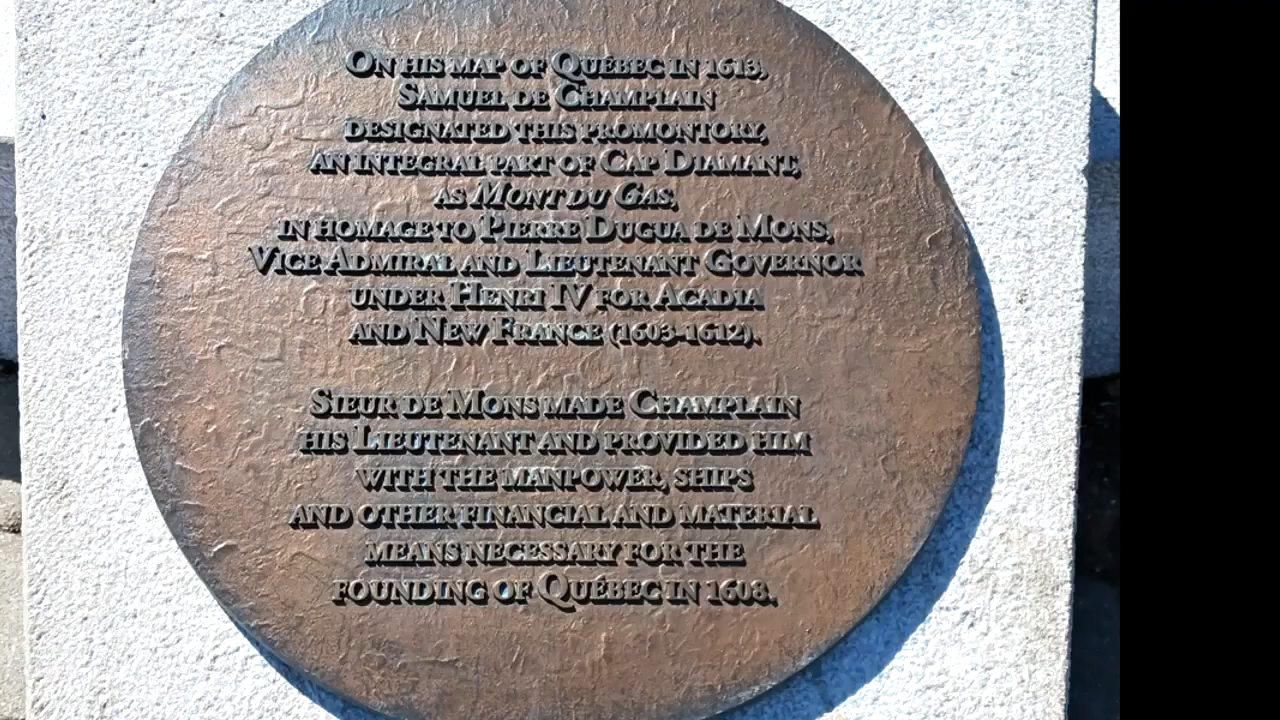 On his map of Québec in 1613,
Samuel de Champlain
designated this promontory,
an integral part of Cap Diamant,
as Mont du Gas,
in homage to Pierre Dugua de Mons,
Vice Admiral and Lieutenant Governor
under Henri IV for Acadia
and New France (1603-1612).
Sieur de Mons made Champlain
his Lieutenant and provided him
with the manpower, ships
and other financial and material
means necessary for the
founding of Québec in 1608.